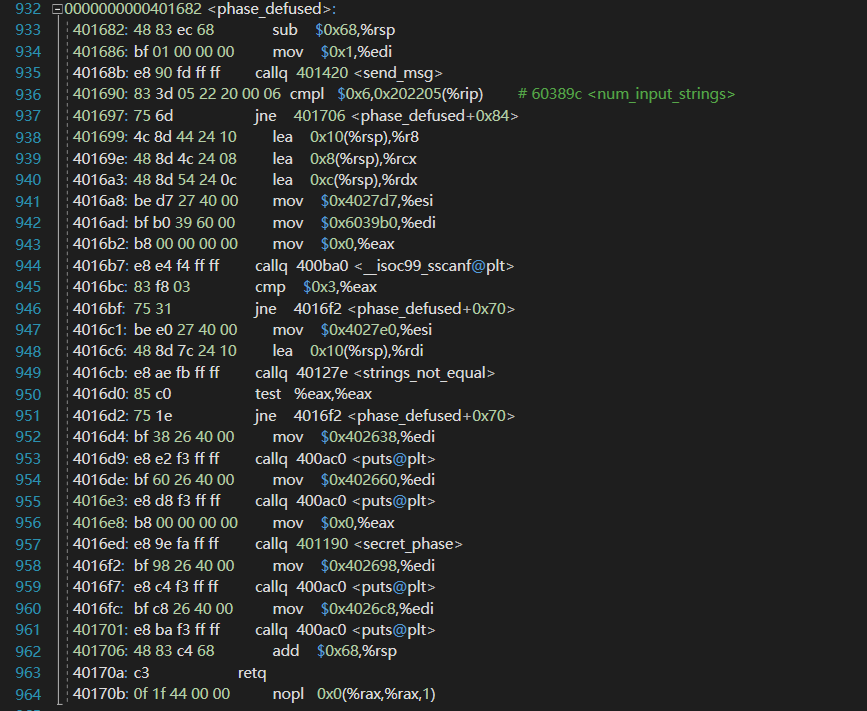 932 0000000000401682 <phase_defused>:
933 401682: 48 83 ec 68 sub $0x68,%rsp
934 401686: bf 01 00 00 00 mov $0x1,%edi
935 40168b: e8 90 fd ff ff callq 401420 <send_msg>
936 401690: 83 3d 05 22 20 00 06 cmpl $0x6,0x202205(%rip) # 60389c <num_input_strings>
937 401697: 75 6d jne 401706 <phase_defused+0x84>
938 401699: 4c 8d 44 24 10 lea 0x10(%rsp),%r8
939 40169e: 48 8d 4c 24 08 lea 0x8(%rsp),%rcx
940 4016a3: 48 8d 54 24 0c lea 0xc(%rsp),%rdx
941 4016a8: be d7 27 40 00 mov $0x4027d7,%esi
942 4016ad: bf b0 39 60 00 mov $0x6039b0,%edi
943 4016b2: b8 00 00 00 00 mov $0x0,%eax
944 4016b7: e8 e4 f4 ff ff callq 400ba0 <__isoc99_sscanf@plt>
945 4016bc: 83 f8 03 cmp $0x3,%eax
946 4016bf: 75 31 jne 4016f2 <phase_defused+0x70>
947 4016c1: be e0 27 40 00 mov $0x4027e0,%esi
948 4016c6: 48 8d 7c 24 10 lea 0x10(%rsp),%rdi
949 4016cb: e8 ae fb ff ff callq 40127e <strings_not_equal>
950 4016d0: 85 c0 test %eax,%eax
951 4016d2: 75 1e jne 4016f2 <phase_defused+0x70>
952 4016d4: bf 38 26 40 00 mov $0x402638,%edi
953 4016d9: e8 e2 f3 ff ff callq 400ac0 <puts@plt>
954 4016de: bf 60 26 40 00 mov $0x402660,%edi
955 4016e3: e8 d8 f3 ff ff callq 400ac0 <puts@plt>
956 4016e8: b8 00 00 00 00 mov $0x0,%eax
957 4016ed: e8 9e fa ff ff callq 401190 <secret_phase>
958 4016f2: bf 98 26 40 00 mov $0x402698,%edi
959 4016f7: e8 c4 f3 ff ff callq 400ac0 <puts@plt>
960 4016fc: bf c8 26 40 00 mov $0x4026c8,%edi
961 401701: e8 ba f3 ff ff callq 400ac0 <puts@plt>
962 401706: 48 83 c4 68 add $0x68,%rsp
963 40170a: c3 retq
964 40170b: 0f 1f 44 00 00 nopl 0x0(%rax,%rax,1)